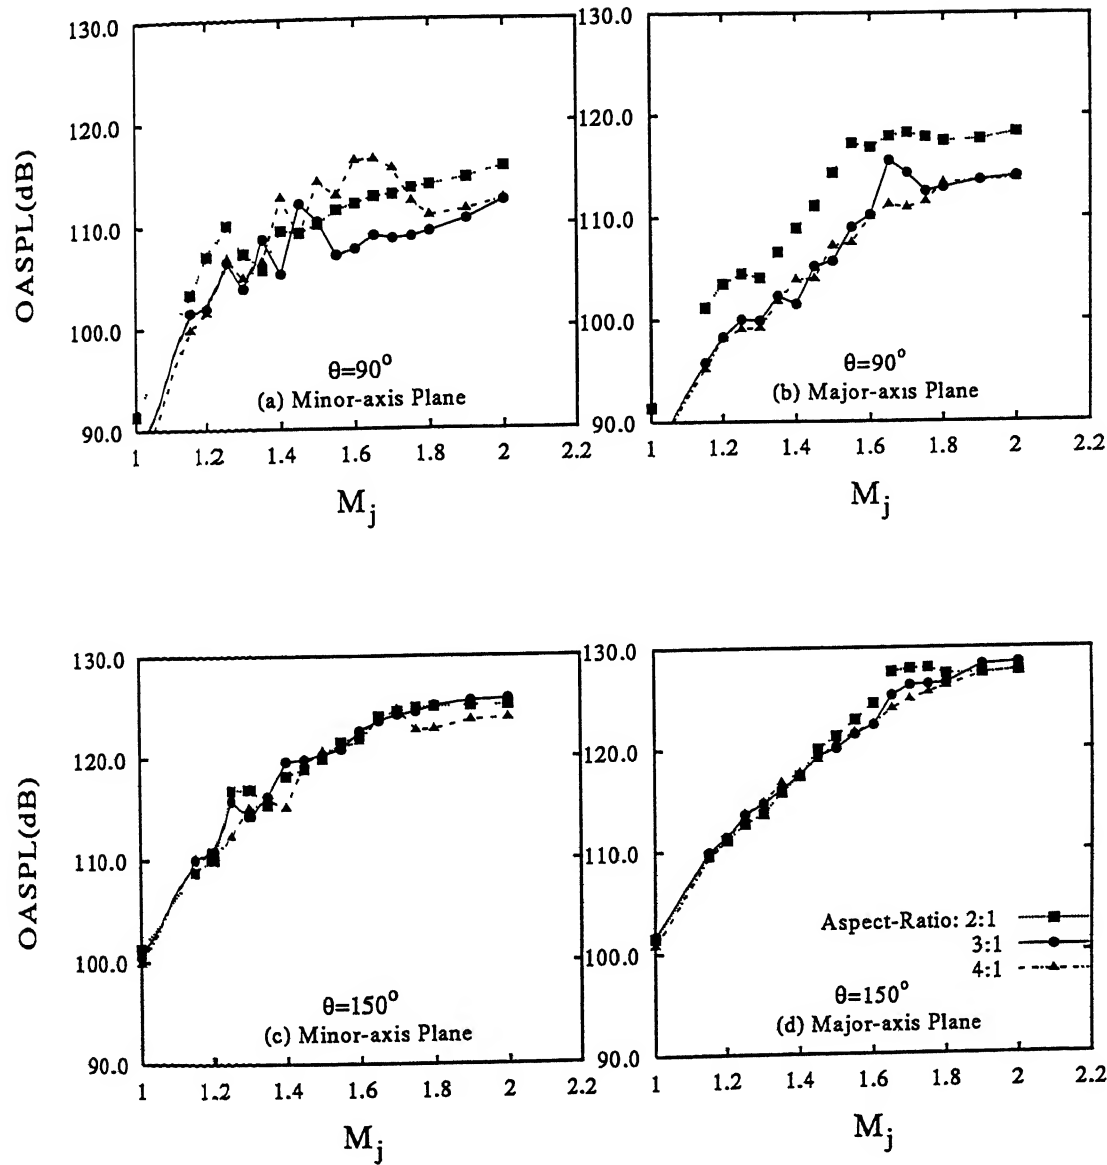 130.0
120.0
110.0
100.0
90.0
OASPL(dB)
θ=90°
(a) Minor-axis Plane
1 1.2 1.4 1.6 1.8 2 2.2
M_j
130.0
120.0
110.0
100.0
90.0
θ=90°
(b) Major-axis Plane
1 1.2 1.4 1.6 1.8 2 2.2
M_j
130.0
120.0
110.0
100.0
90.0
OASPL(dB)
θ=150°
(c) Minor-axis Plane
1 1.2 1.4 1.6 1.8 2 2.2
M_j
130.0
120.0
110.0
100.0
90.0
Aspect-Ratio: 2:1
3:1
4:1
θ=150°
(d) Major-axis Plane
1 1.2 1.4 1.6 1.8 2 2.2
M_j